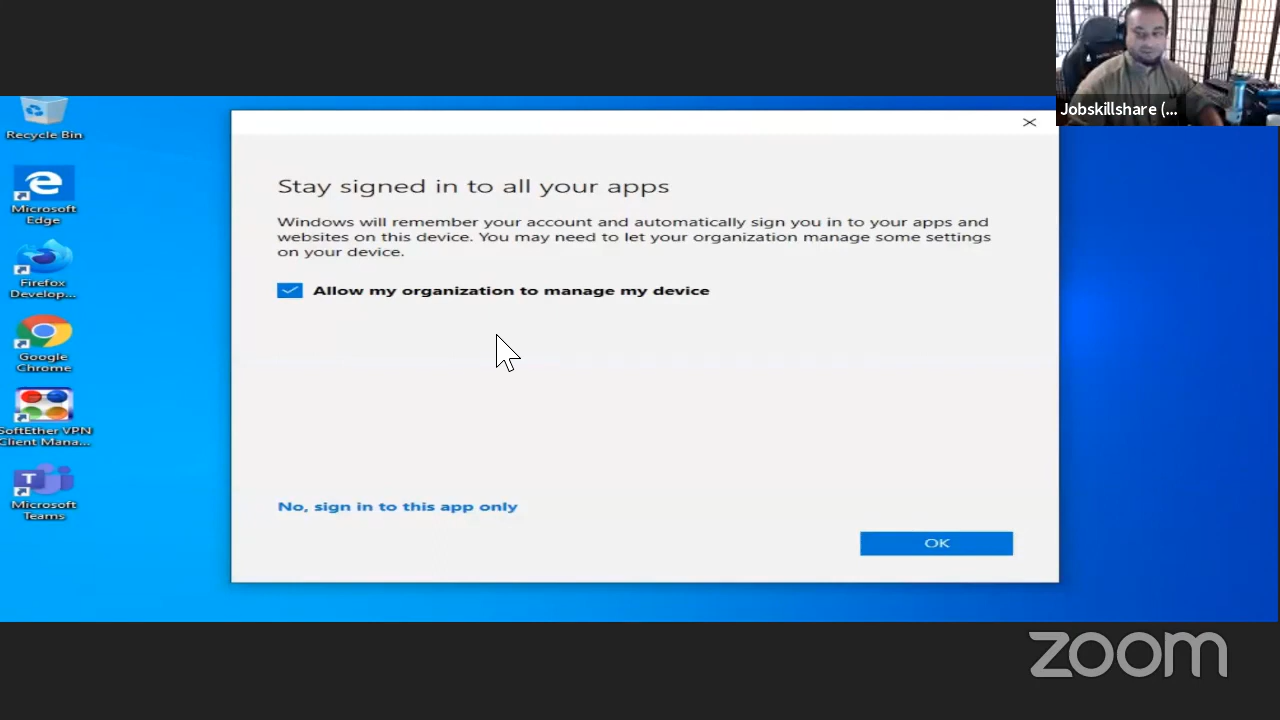 Jobskillshare (...
Recycle Bin
Microsoft
Edge
Firefox
Develop...
Google
Chrome
SoftEther VPN
Client Mana...
Microsoft
Teams
Stay signed in to all your apps
Windows will remember your account and automatically sign you in to your apps and
websites on this device. You may need to let your organization manage some settings
on your device.
Allow my organization to manage my device
No, sign in to this app only
OK
zoom